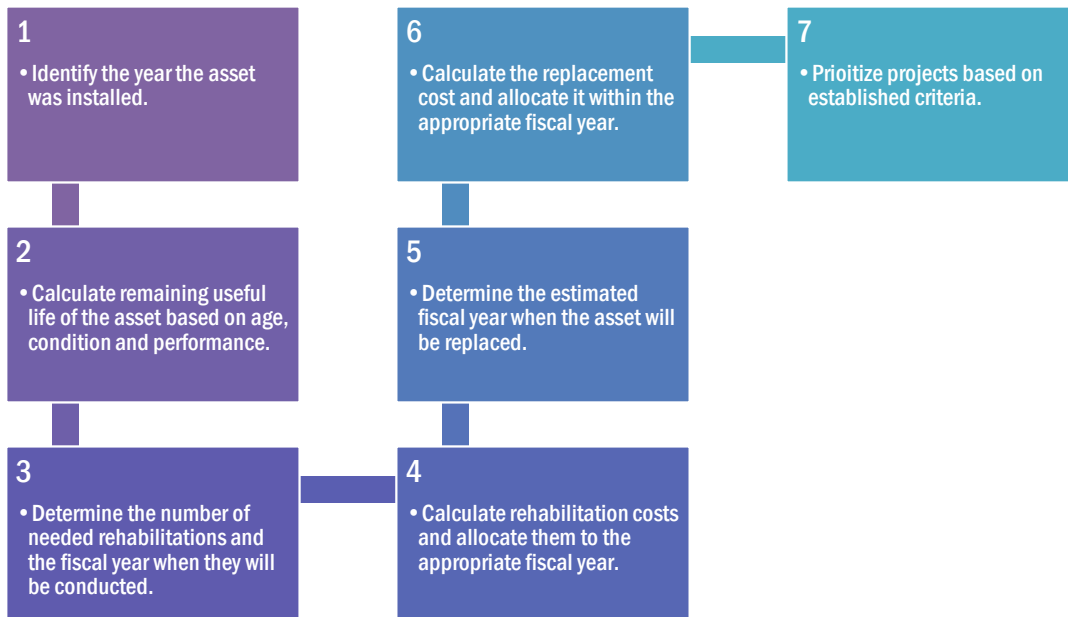 1
• Identify the year the asset
was installed.
2
• Calculate remaining useful
life of the asset based on age,
condition and performance.
3
• Determine the number of
needed rehabilitations and
the fiscal year when they will
be conducted.
4
• Calculate rehabilitation costs
and allocate them to the
appropriate fiscal year.
5
• Determine the estimated
fiscal year when the asset will
be replaced.
6
• Calculate the replacement
cost and allocate it within the
appropriate fiscal year.
7
• Prioitize projects based on
established criteria.